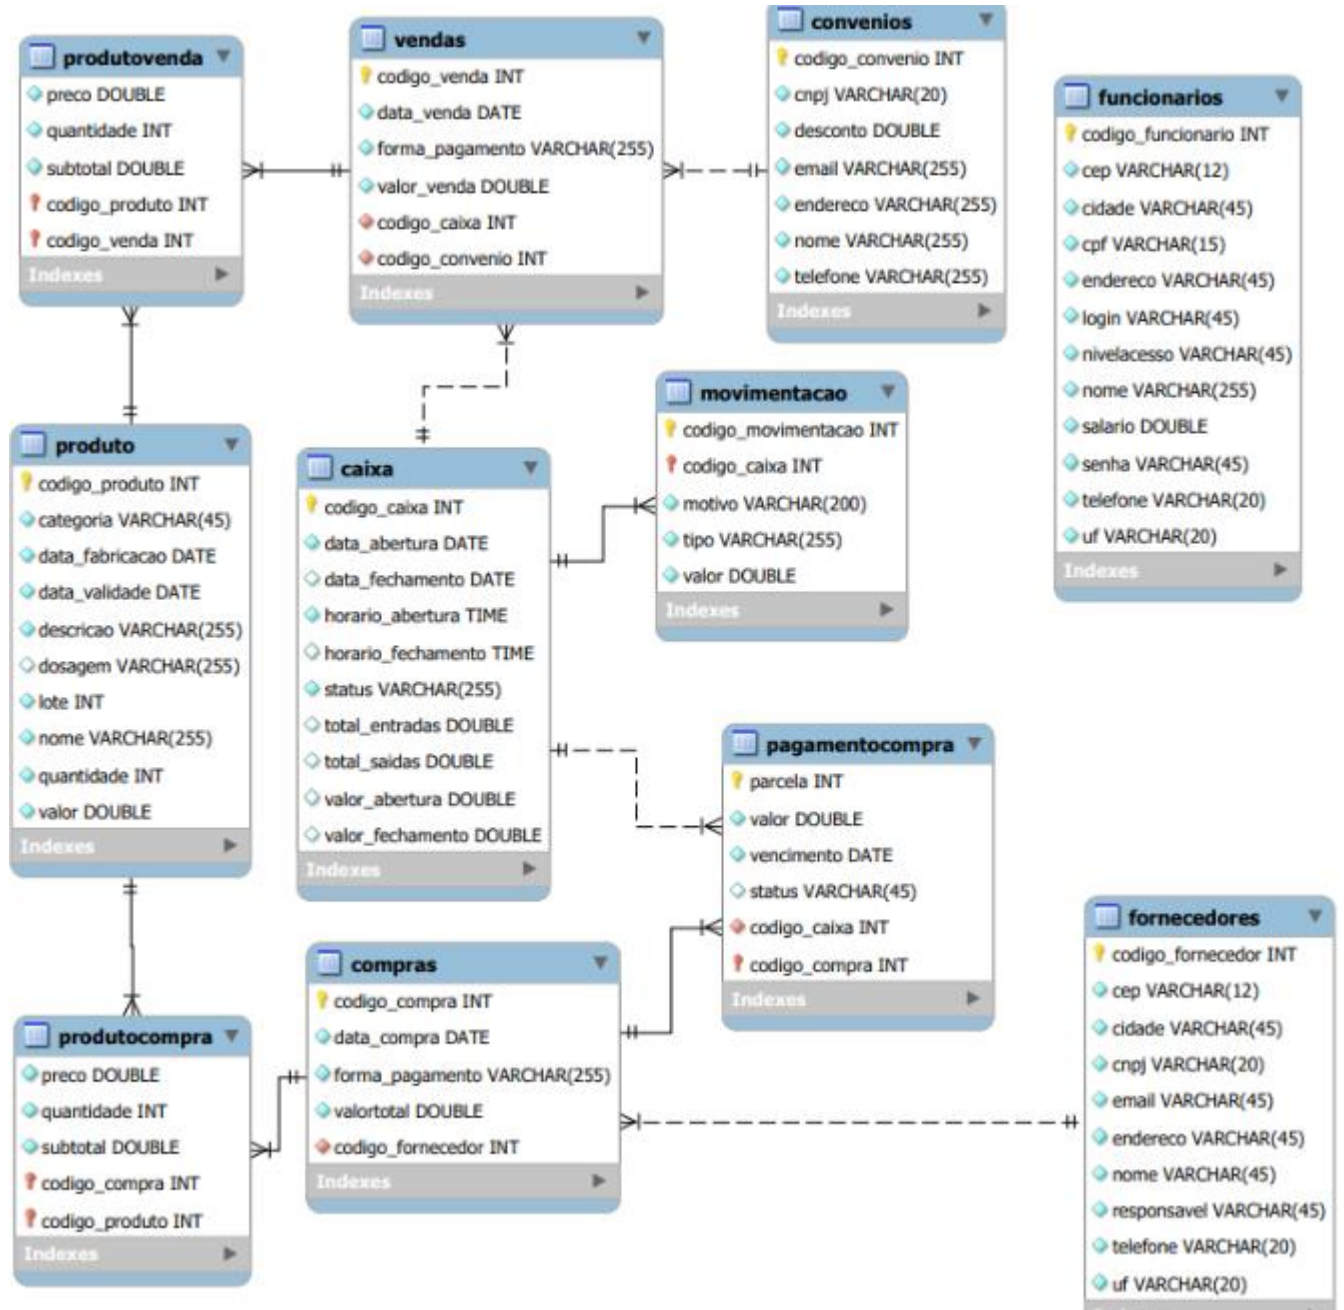 produtovenda
preco DOUBLE
quantidade INT
subtotal DOUBLE
codigo_produto INT
codigo_venda INT
Indexes
vendas
codigo_venda INT
data_venda DATE
forma_pagamento VARCHAR(255)
valor_venda DOUBLE
codigo_caixa INT
codigo_convenio INT
Indexes
convenios
codigo_convenio INT
cnpj VARCHAR(20)
desconto DOUBLE
email VARCHAR(255)
endereco VARCHAR(255)
nome VARCHAR(255)
telefone VARCHAR(255)
Indexes
funcionarios
codigo_funcionario INT
cep VARCHAR(12)
cidade VARCHAR(45)
cpf VARCHAR(15)
endereco VARCHAR(45)
login VARCHAR(45)
nivelacesso VARCHAR(45)
nome VARCHAR(255)
salario DOUBLE
senha VARCHAR(45)
telefone VARCHAR(20)
uf VARCHAR(20)
Indexes
produto
codigo_produto INT
categoria VARCHAR(45)
data_fabricacao DATE
data_validade DATE
descricao VARCHAR(255)
dosagem VARCHAR(255)
lote INT
nome VARCHAR(255)
quantidade INT
valor DOUBLE
Indexes
caixa
codigo_caixa INT
data_abertura DATE
data_fechamento DATE
horario_abertura TIME
horario_fechamento TIME
status VARCHAR(255)
total_entradas DOUBLE
total_saidas DOUBLE
valor_abertura DOUBLE
valor_fechamento DOUBLE
Indexes
movimentacao
codigo_movimentacao INT
codigo_caixa INT
motivo VARCHAR(200)
tipo VARCHAR(255)
valor DOUBLE
Indexes
pagamentocompra
parcela INT
valor DOUBLE
vencimento DATE
status VARCHAR(45)
codigo_caixa INT
codigo_compra INT
Indexes
produtocompra
preco DOUBLE
quantidade INT
subtotal DOUBLE
codigo_compra INT
codigo_produto INT
Indexes
compras
codigo_compra INT
data_compra DATE
forma_pagamento VARCHAR(255)
valortotal DOUBLE
codigo_fornecedor INT
Indexes
fornecedores
codigo_fornecedor INT
cep VARCHAR(12)
cidade VARCHAR(45)
cnpj VARCHAR(20)
email VARCHAR(45)
endereco VARCHAR(45)
nome VARCHAR(45)
responsavel VARCHAR(45)
telefone VARCHAR(20)
uf VARCHAR(20)